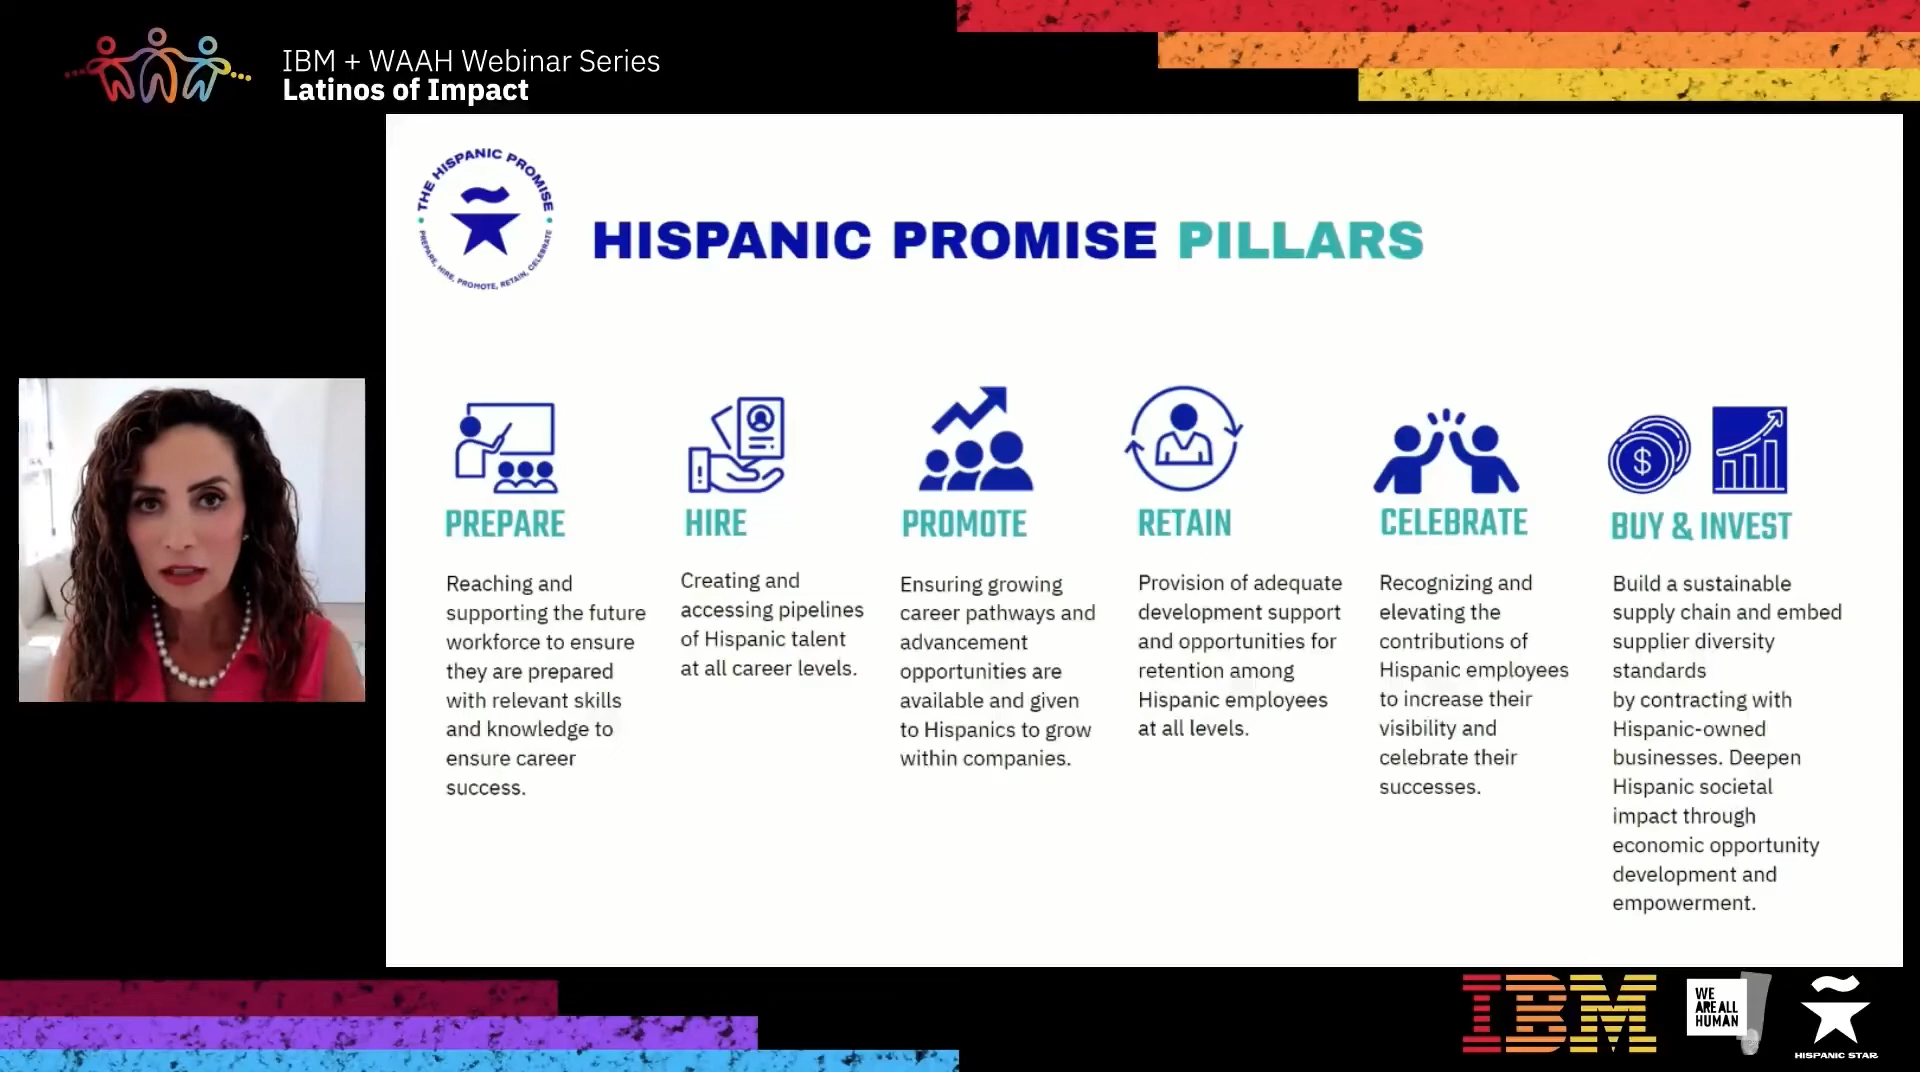 IBM + WAAH Webinar Series
Latinos of Impact
THE HISPANIC PROMISE
PREPARE, HIRE, PROMOTE, RETAIN, CELEBRATE
HISPANIC PROMISE PILLARS
PREPARE
Reaching and
supporting the future
workforce to ensure
they are prepared
with relevant skills
and knowledge to
ensure career
success.
HIRE
Creating and
accessing pipelines
of Hispanic talent
at all career levels.
PROMOTE
Ensuring growing
career pathways and
advancement
opportunities are
available and given
to Hispanics to grow
within companies.
RETAIN
Provision of adequate
development support
and opportunities for
retention among
Hispanic employees
at all levels.
CELEBRATE
Recognizing and
elevating the
contributions of
Hispanic employees
to increase their
visibility and
celebrate their
successes.
$
BUY & INVEST
Build a sustainable
supply chain and embed
supplier diversity
standards
by contracting with
Hispanic-owned
businesses. Deepen
Hispanic societal
impact through
economic opportunity
development and
empowerment.
IBM
WE
ARE ALL
HUMAN
HISPANIC STAR